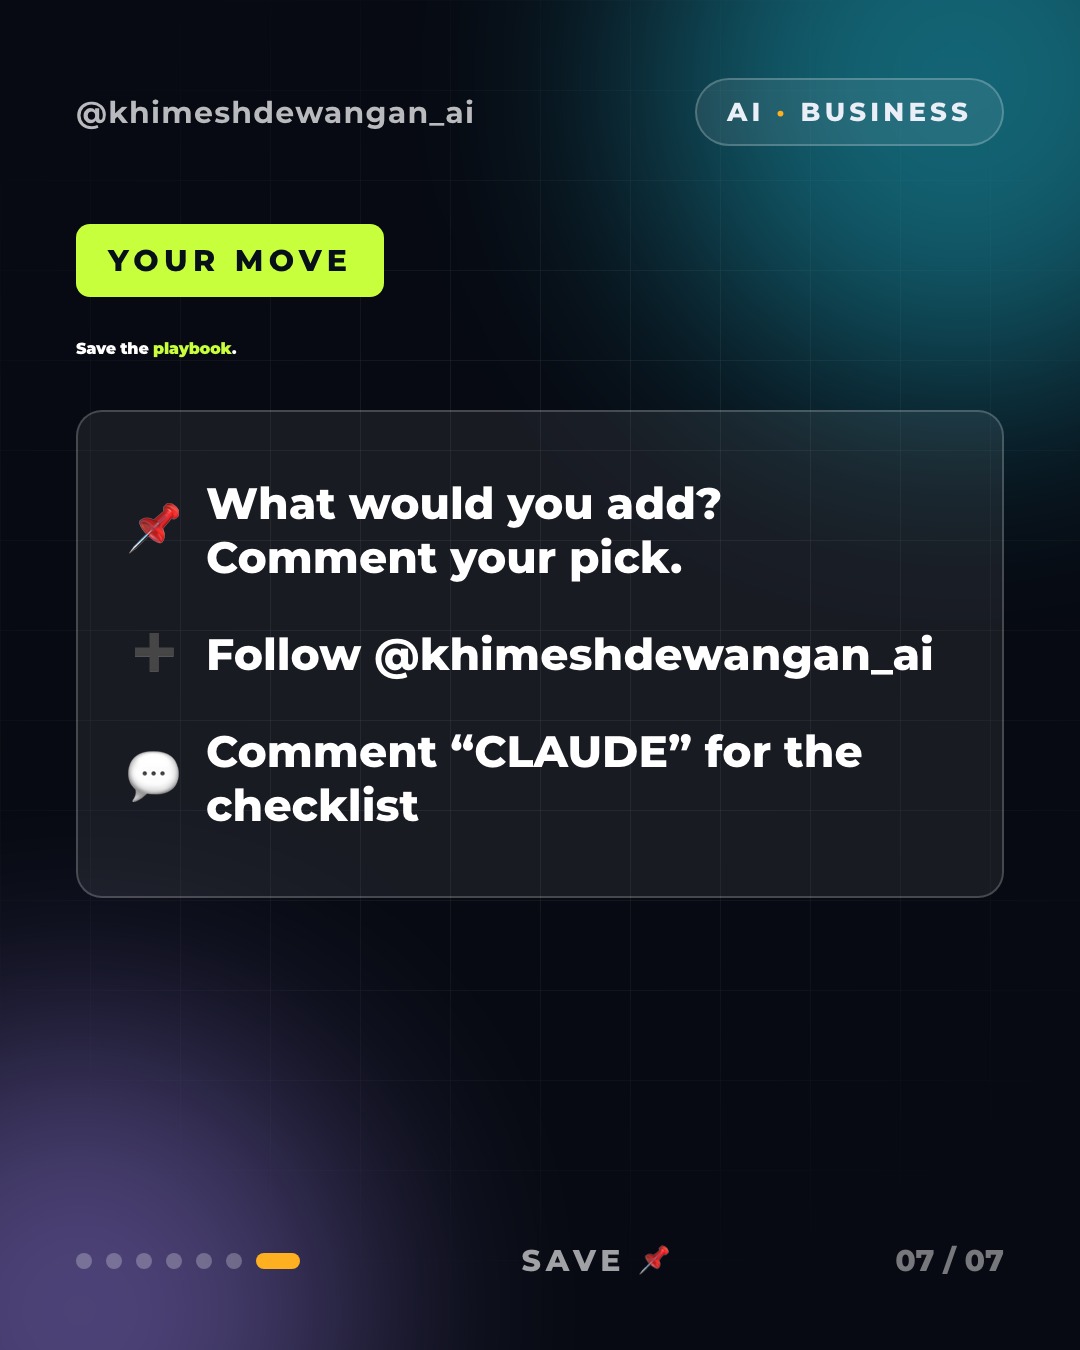 @khimeshdewangan_ai
AI · BUSINESS
YOUR MOVE
Save the playbook.
📌 What would you add?
Comment your pick.
➕ Follow @khimeshdewangan_ai
💬 Comment “CLAUDE” for the
checklist
SAVE 📌
07 / 07